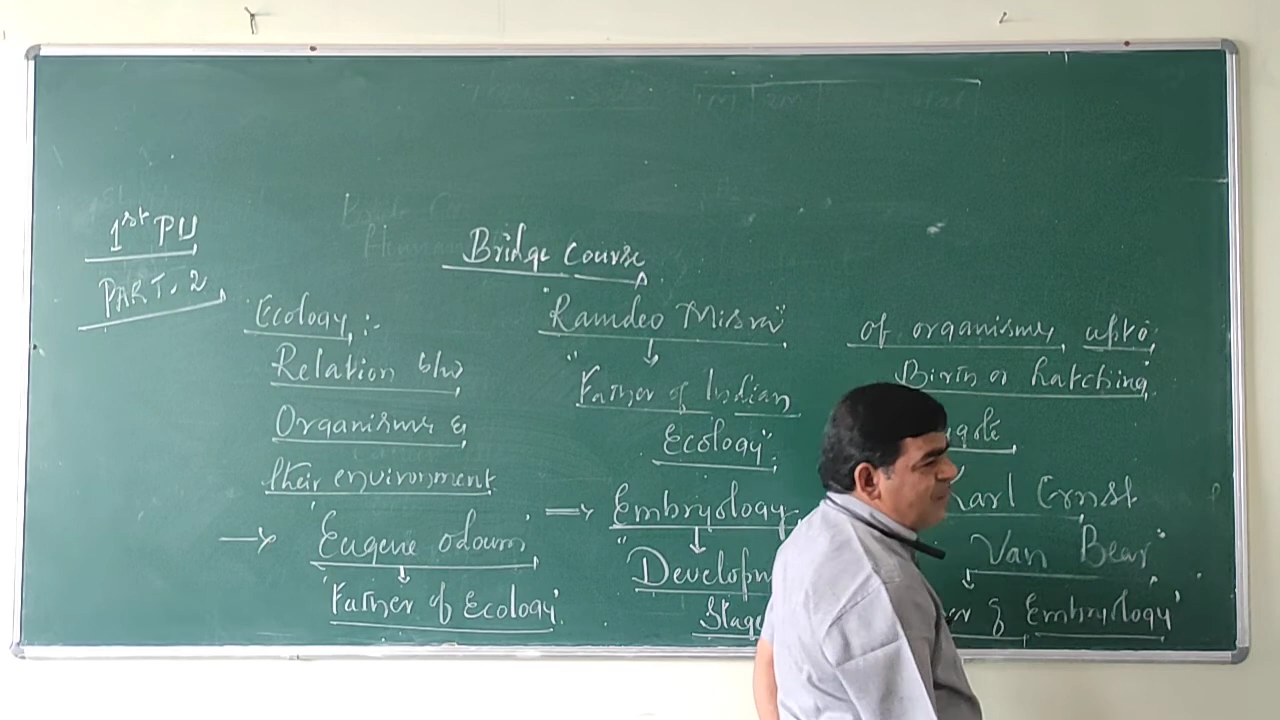 1st PU
PART. 2
Bridge Course
Ecology :-
Relation b/w
Organisms &
their environment
→ "Eugene Odum"
↓
"Father of Ecology"
"Ramdeo Misra"
↓
"Father of Indian
Ecology"
⇒ Embryology
↓
"Developm
Stage
of organisms upto
Birth or hatching
Karl Ernst
Van Bear"
↓
of Embryology"